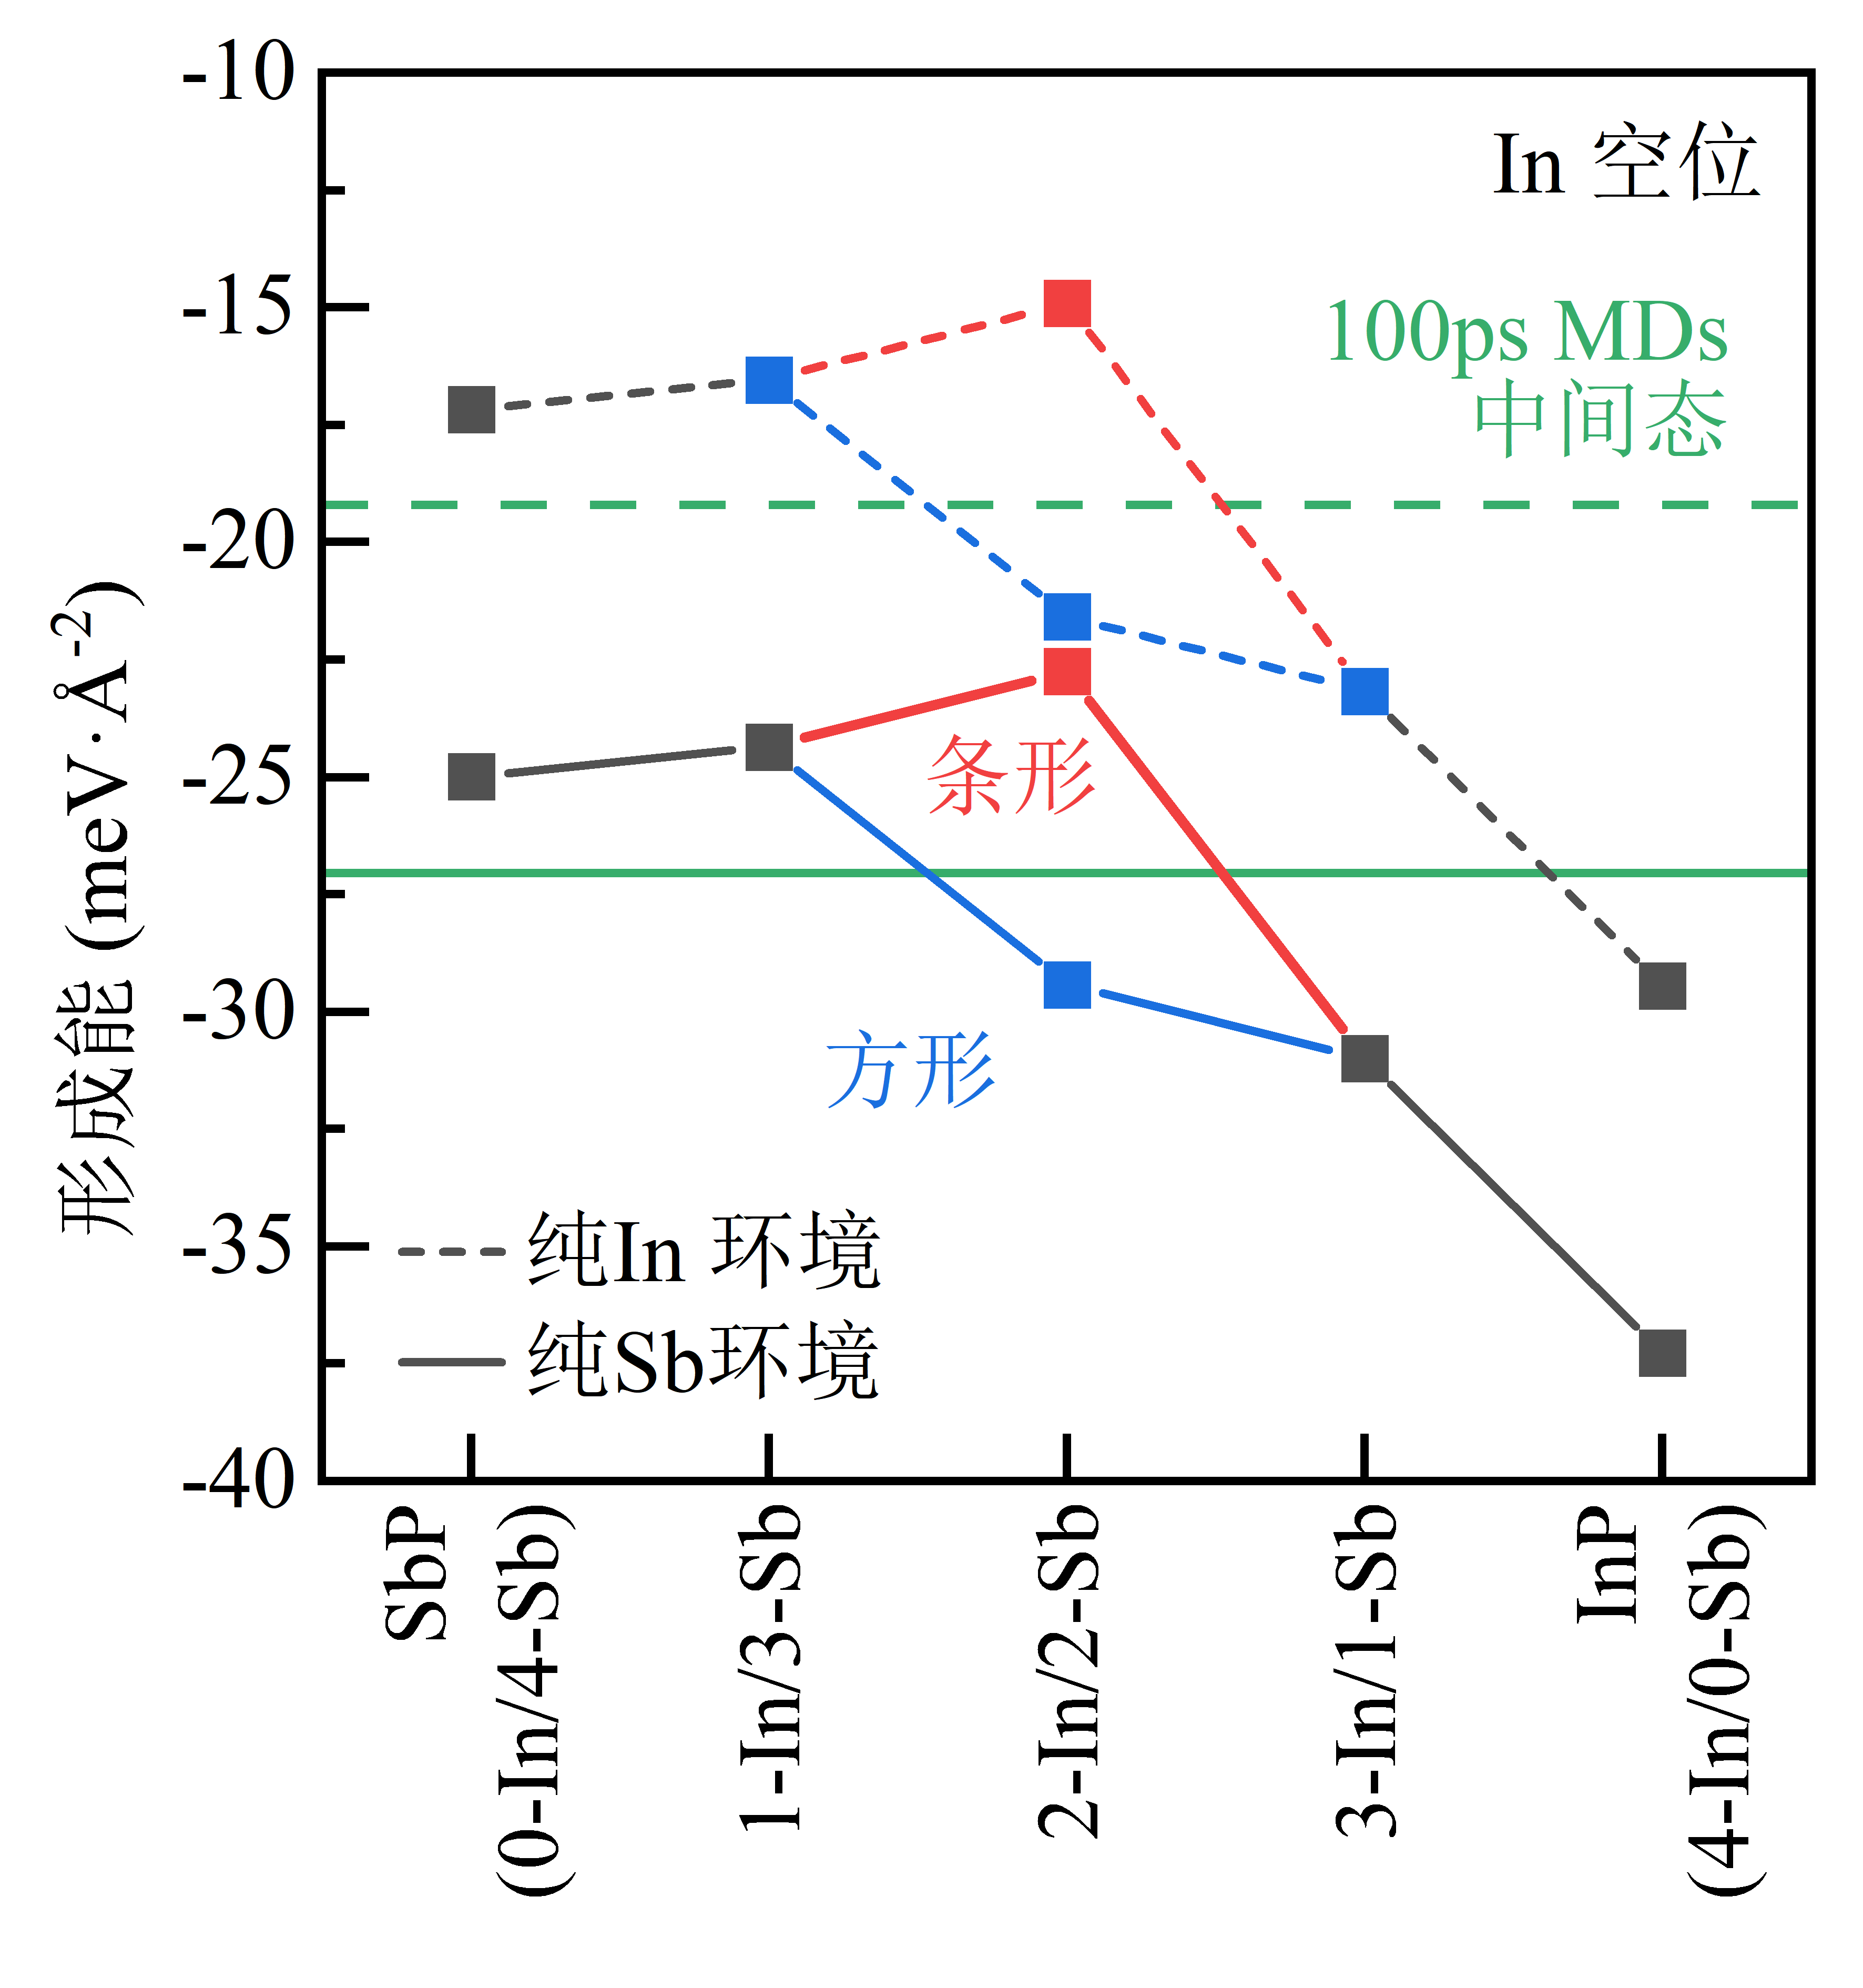 -10
-15
-20
-25
-30
-35
-40
形成能 (meV·Å⁻²)
In 空位
100ps MDs
中间态
条形
方形
纯In 环境
纯Sb环境
SbP
(0-In/4-Sb)
1-In/3-Sb
2-In/2-Sb
3-In/1-Sb
InP
(4-In/0-Sb)